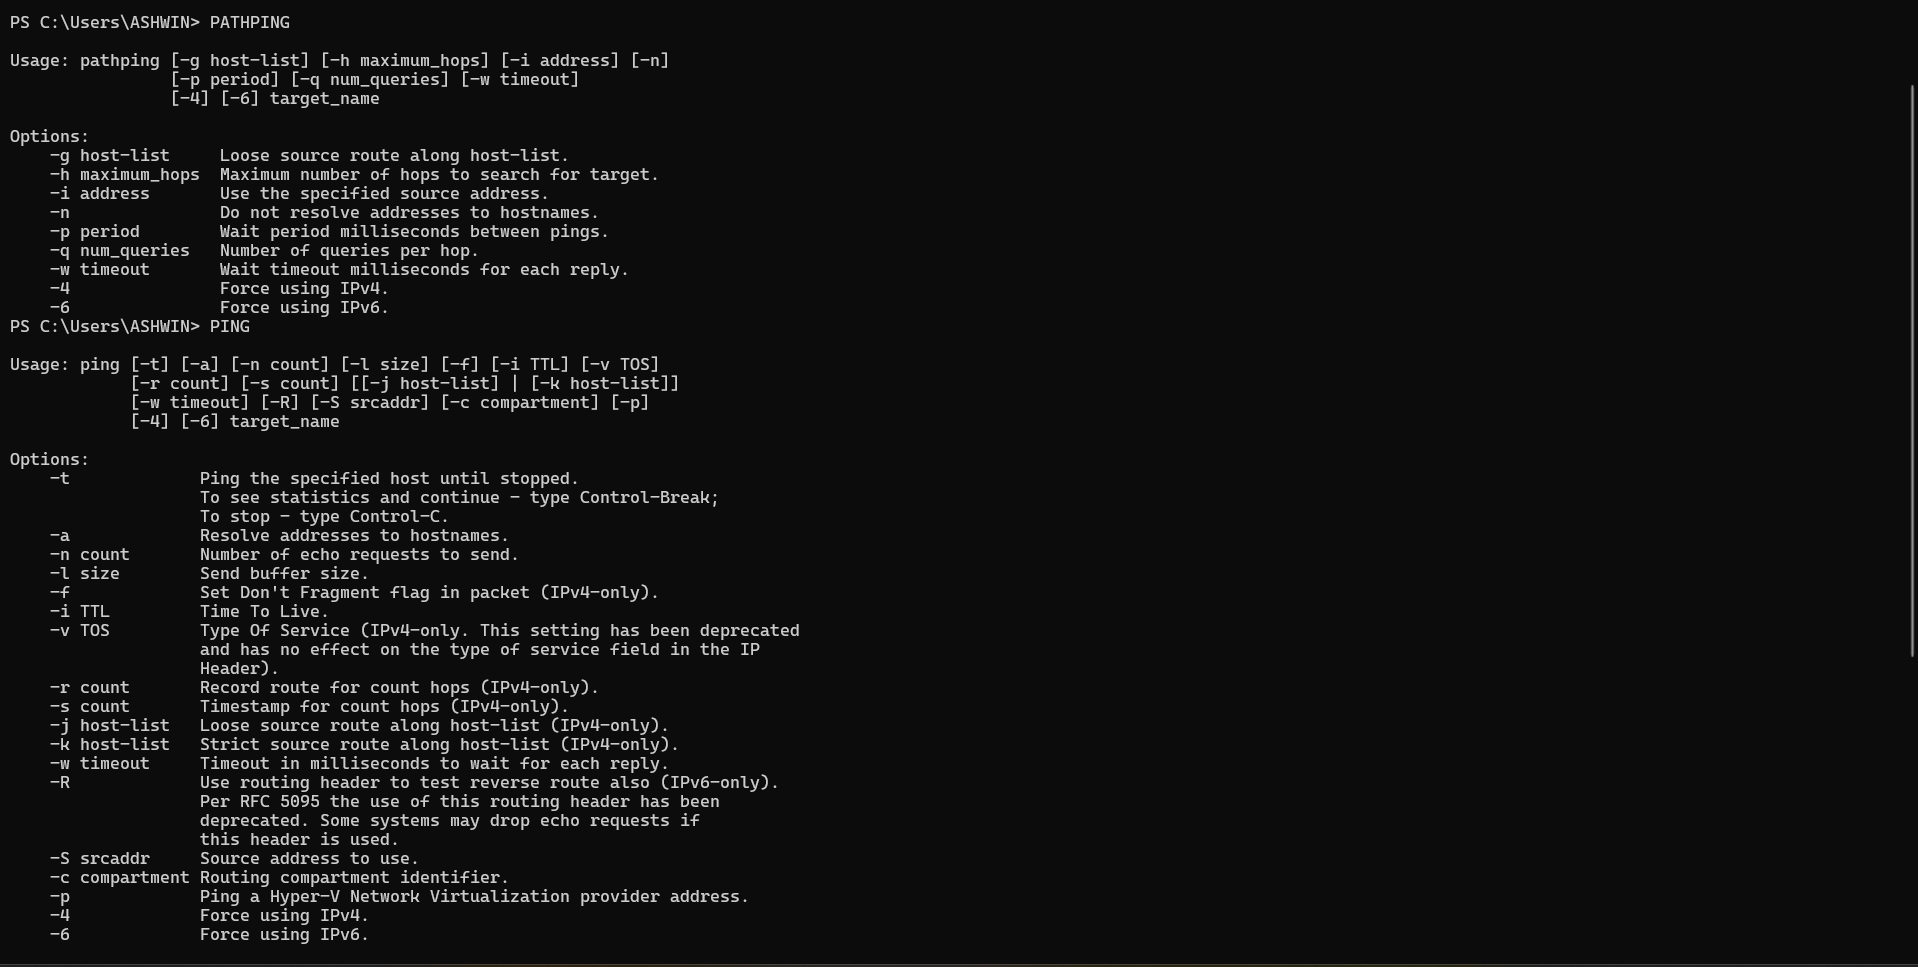 PS C:\Users\ASHWIN> PATHPING
Usage: pathping [-g host-list] [-h maximum_hops] [-i address] [-n]
                [-p period] [-q num_queries] [-w timeout]
                [-4] [-6] target_name
Options:
    -g host-list     Loose source route along host-list.
    -h maximum_hops  Maximum number of hops to search for target.
    -i address       Use the specified source address.
    -n               Do not resolve addresses to hostnames.
    -p period        Wait period milliseconds between pings.
    -q num_queries   Number of queries per hop.
    -w timeout       Wait timeout milliseconds for each reply.
    -4               Force using IPv4.
    -6               Force using IPv6.
PS C:\Users\ASHWIN> PING
Usage: ping [-t] [-a] [-n count] [-l size] [-f] [-i TTL] [-v TOS]
            [-r count] [-s count] [[-j host-list] | [-k host-list]]
            [-w timeout] [-R] [-S srcaddr] [-c compartment] [-p]
            [-4] [-6] target_name
Options:
    -t             Ping the specified host until stopped.
                   To see statistics and continue - type Control-Break;
                   To stop - type Control-C.
    -a             Resolve addresses to hostnames.
    -n count       Number of echo requests to send.
    -l size        Send buffer size.
    -f             Set Don't Fragment flag in packet (IPv4-only).
    -i TTL         Time To Live.
    -v TOS         Type Of Service (IPv4-only. This setting has been deprecated
                   and has no effect on the type of service field in the IP
                   Header).
    -r count       Record route for count hops (IPv4-only).
    -s count       Timestamp for count hops (IPv4-only).
    -j host-list   Loose source route along host-list (IPv4-only).
    -k host-list   Strict source route along host-list (IPv4-only).
    -w timeout     Timeout in milliseconds to wait for each reply.
    -R             Use routing header to test reverse route also (IPv6-only).
                   Per RFC 5095 the use of this routing header has been
                   deprecated. Some systems may drop echo requests if
                   this header is used.
    -S srcaddr     Source address to use.
    -c compartment Routing compartment identifier.
    -p             Ping a Hyper-V Network Virtualization provider address.
    -4             Force using IPv4.
    -6             Force using IPv6.